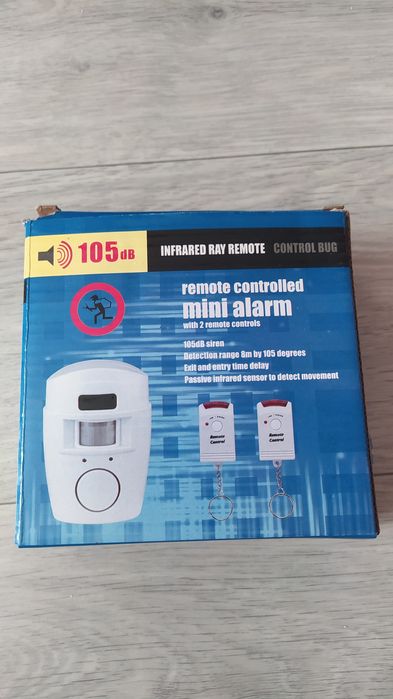 105dB
INFRARED RAY REMOTE CONTROL BUG
remote controlled
mini alarm
with 2 remote controls
105dB siren
Detection range 8m by 105 degrees
Exit and entry time delay
Passive infrared sensor to detect movement
Remote
Control
Remote
Control